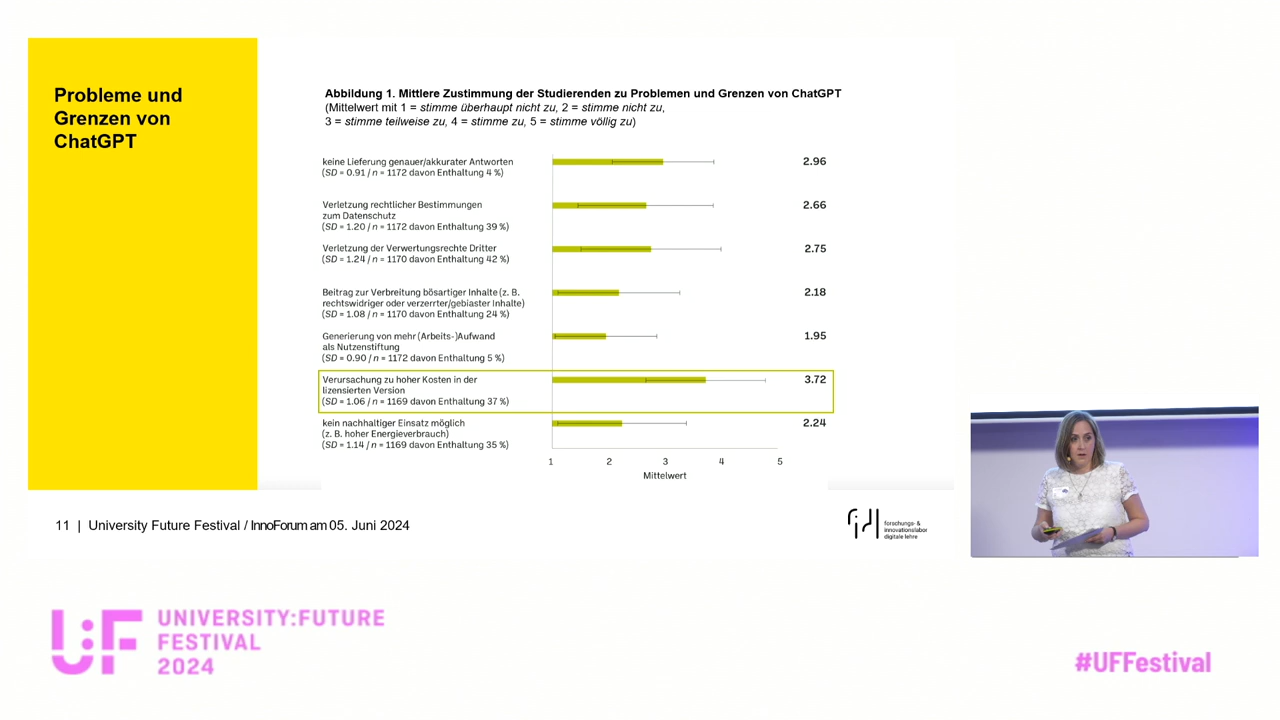 Probleme und
Grenzen von
ChatGPT
Abbildung 1. Mittlere Zustimmung der Studierenden zu Problemen und Grenzen von ChatGPT
(Mittelwert mit 1 = stimme überhaupt nicht zu, 2 = stimme nicht zu,
3 = stimme teilweise zu, 4 = stimme zu, 5 = stimme völlig zu)
keine Lieferung genauer/akkurater Antworten
(SD = 0.91 / n = 1172 davon Enthaltung 4 %)
2.96
Verletzung rechtlicher Bestimmungen
zum Datenschutz
(SD = 1.20 / n = 1172 davon Enthaltung 39 %)
2.66
Verletzung der Verwertungsrechte Dritter
(SD = 1.24 / n = 1170 davon Enthaltung 42 %)
2.75
Beitrag zur Verbreitung bösartiger Inhalte (z. B.
rechtswidriger oder verzerrter/gebiaster Inhalte)
(SD = 1.08 / n = 1170 davon Enthaltung 24 %)
2.18
Generierung von mehr (Arbeits-)Aufwand
als Nutzenstiftung
(SD = 0.90 / n = 1172 davon Enthaltung 5 %)
1.95
Verursachung zu hoher Kosten in der
lizensierten Version
(SD = 1.06 / n = 1169 davon Enthaltung 37 %)
3.72
kein nachhaltiger Einsatz möglich
(z. B. hoher Energieverbrauch)
(SD = 1.14 / n = 1169 davon Enthaltung 35 %)
2.24
1 2 3 4 5
Mittelwert
11 | University Future Festival / InnoForum am 05. Juni 2024
fidl
forschungs- &
innovationslabor
digitale lehre
U:F
UNIVERSITY:FUTURE
FESTIVAL
2024
#UFFestival